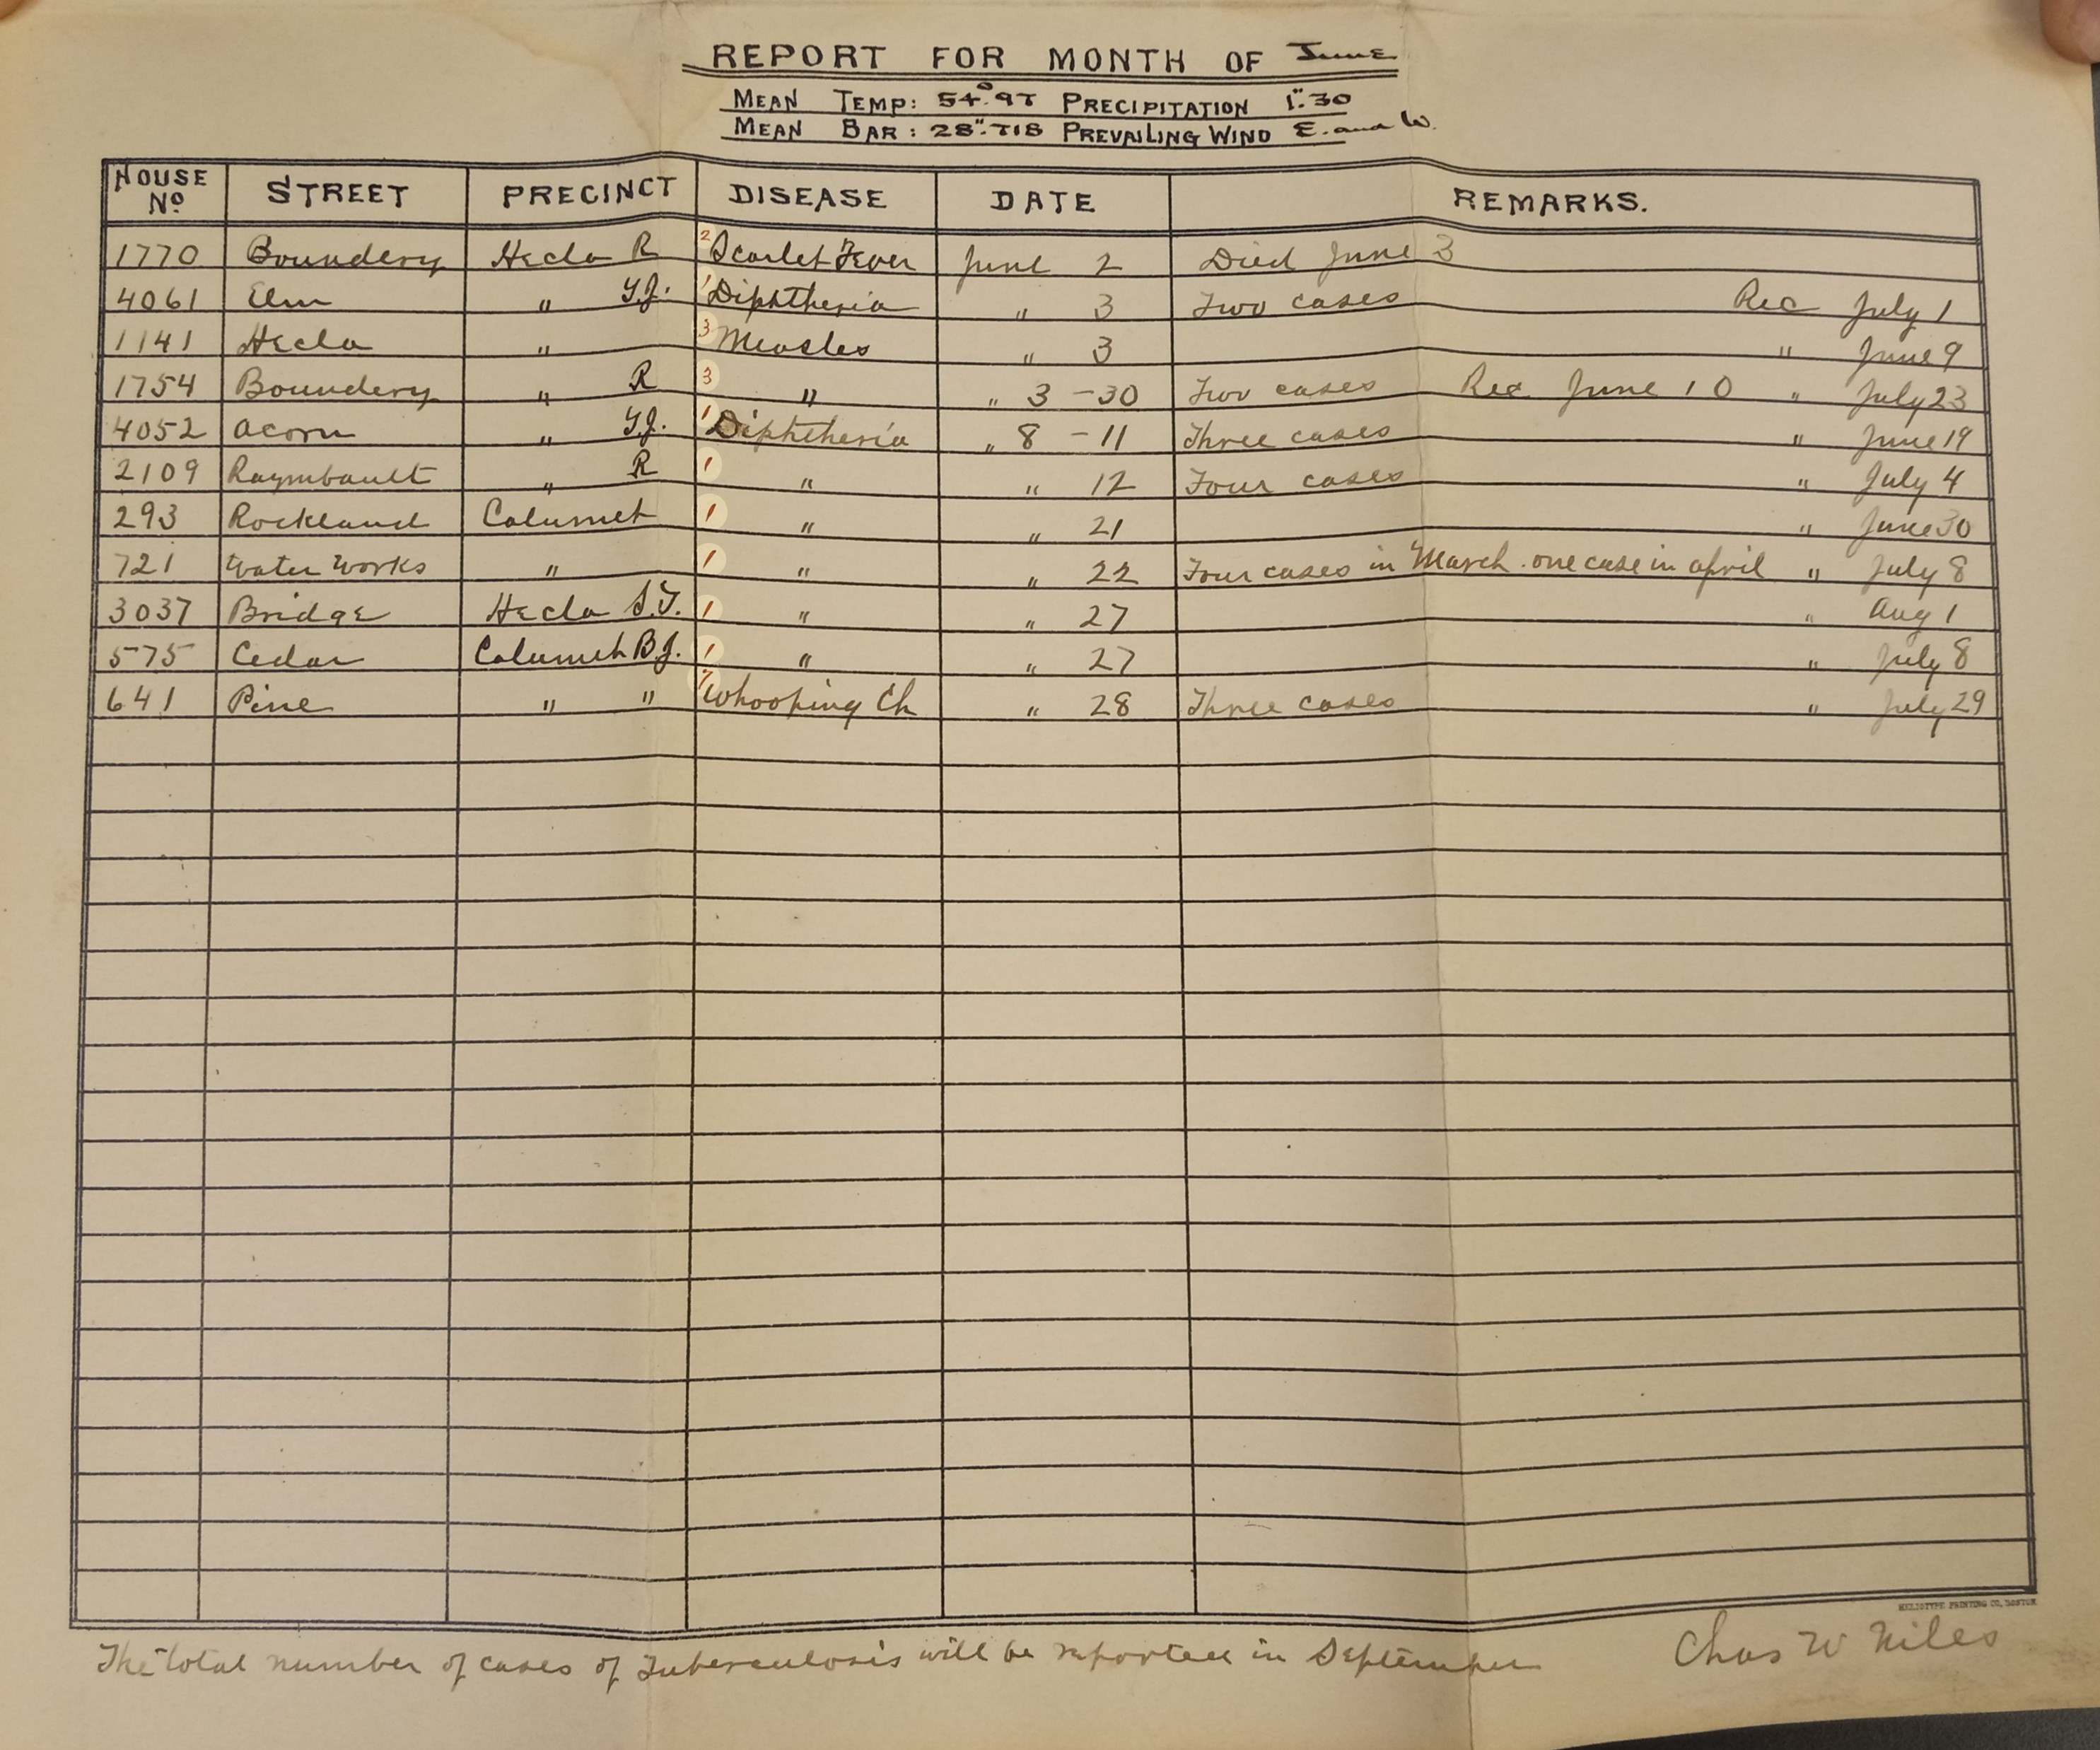 REPORT FOR MONTH OF June
MEAN TEMP: 54°.97 PRECIPITATION 1".30
MEAN BAR: 28".718 PREVAILING WIND E. and W.
HOUSE No STREET PRECINCT DISEASE DATE REMARKS.
1770 Boundery Hecla R 2 Scarlet Fever June 2 Died June 3
4061 Elm " Y.J. 1 Diphtheria " 3 Two cases Rec July 1
1141 Hecla " 3 Measles " 3 " June 9
1754 Boundery " R 3 " " 3 - 30 Two cases Rec June 10 " July 23
4052 Acorn " Y.J. 1 Diphtheria " 8 - 11 Three cases " June 19
2109 Raymbault " R 1 " " 12 Four cases " July 4
293 Rockland Calumet 1 " " 21 " June 30
721 Water Works " 1 " " 22 Four cases in March. one case in april " July 8
3037 Bridge Hecla S.T. 1 " " 27 " Aug 1
575 Cedar Calumet B.J. 1 " " 27 " July 8
641 Pine " " 7 Whooping Ch " 28 Three cases " July 29
HELIOTYPE PRINTING CO., BOSTON
The total number of cases of Tuberculosis will be reported in September Chas W Niles